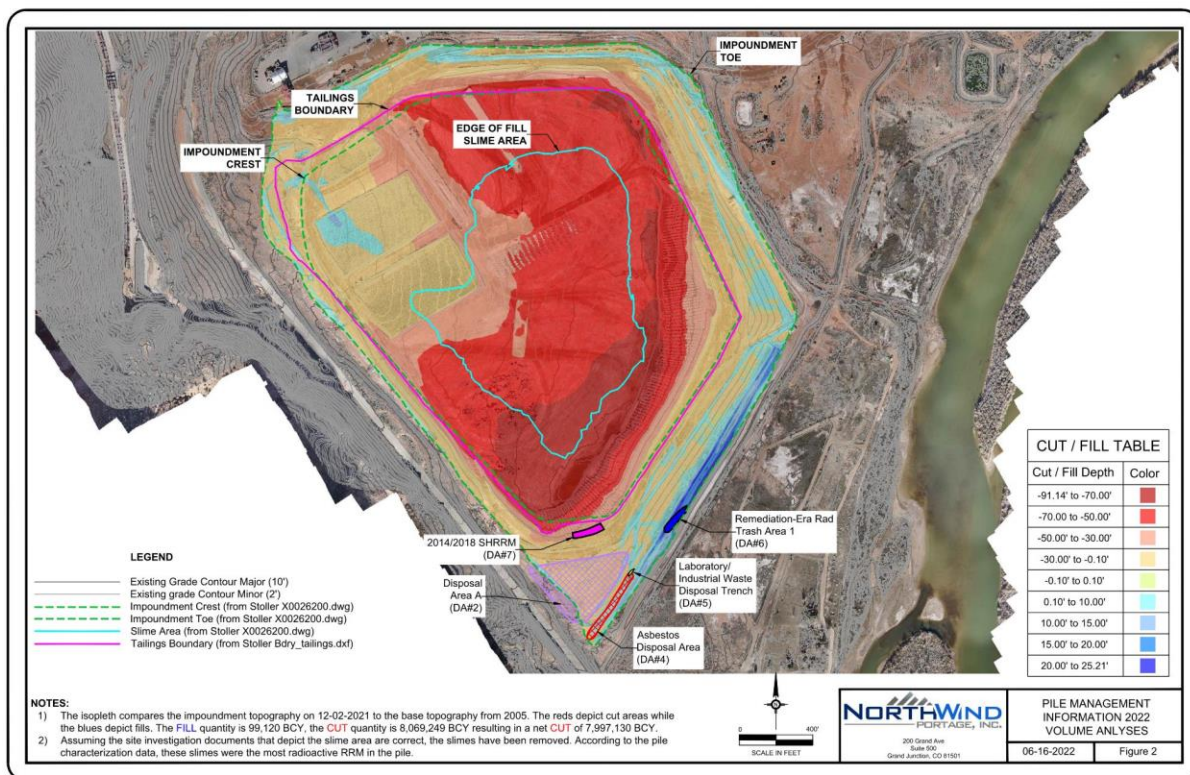 IMPOUNDMENT
TOE
TAILINGS
BOUNDARY
EDGE OF FILL
SLIME AREA
IMPOUNDMENT
CREST
CUT / FILL TABLE
Cut / Fill Depth Color
-91.14' to -70.00'
-70.00 to -50.00'
-50.00' to -30.00'
-30.00' to -0.10'
-0.10' to 0.10'
0.10' to 10.00'
10.00' to 15.00'
15.00' to 20.00'
20.00' to 25.21'
2014/2018 SHRRM
(DA#7)
Remediation-Era Rad
Trash Area 1
(DA#6)
Disposal
Area A
(DA#2)
Laboratory/
Industrial Waste
Disposal Trench
(DA#5)
Asbestos
Disposal Area
(DA#4)
LEGEND
Existing Grade Contour Major (10')
Existing grade Contour Minor (2')
Impoundment Crest (from Stoller X0026200.dwg)
Impoundment Toe (from Stoller X0026200.dwg)
Slime Area (from Stoller X0026200.dwg)
Tailings Boundary (from Stoller Bdry_tailings.dxf)
NOTES:
1) The isopleth compares the impoundment topography on 12-02-2021 to the base topography from 2005. The reds depict cut areas while
the blues depict fills. The FILL quantity is 99,120 BCY, the CUT quantity is 8,069,249 BCY resulting in a net CUT of 7,997,130 BCY.
2) Assuming the site investigation documents that depict the slime area are correct, the slimes have been removed. According to the pile
characterization data, these slimes were the most radioactive RRM in the pile.
0 400'
SCALE IN FEET
NORTHWIND
PORTAGE, INC.
200 Grand Ave
Suite 500
Grand Junction, CO 81501
PILE MANAGEMENT
INFORMATION 2022
VOLUME ANLYSES
06-16-2022 Figure 2